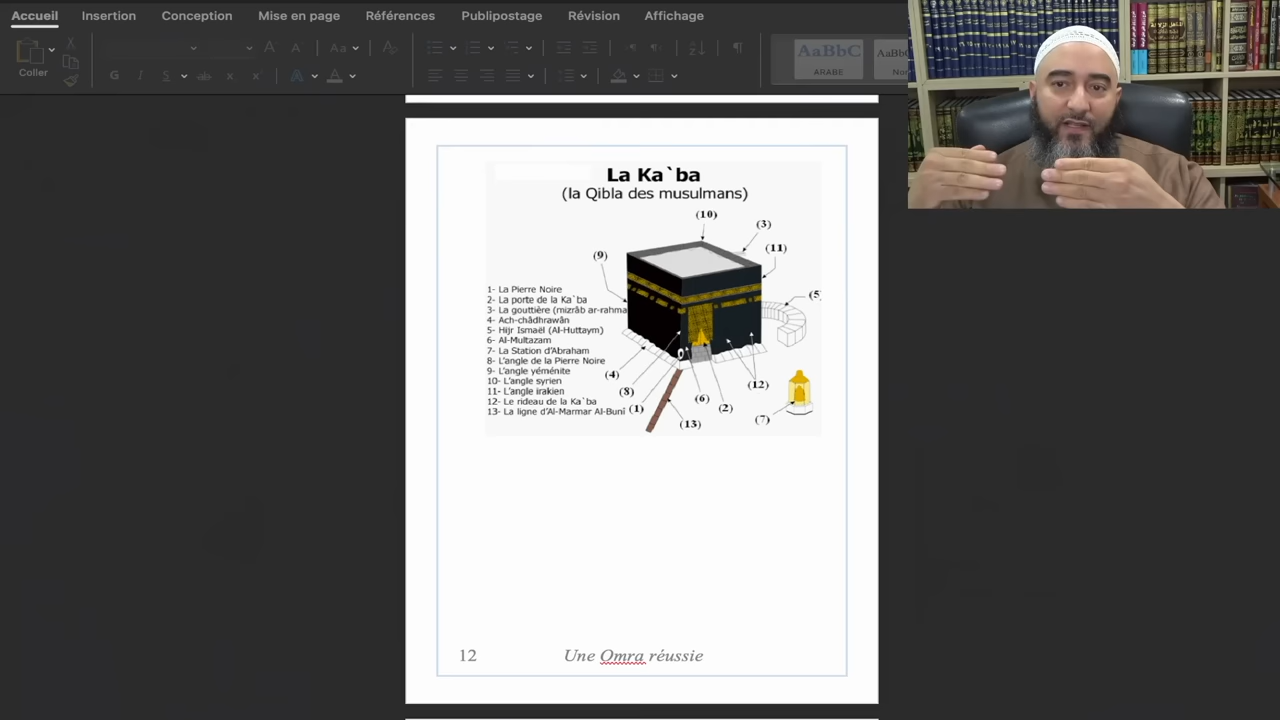 Accueil Insertion Conception Mise en page Références Publipostage Révision Affichage
Coller
Aa
G I S ab x x A A
AaBbC
ARABE
La Ka`ba
(la Qibla des musulmans)
(10)
(3)
(11)
(9)
(5)
1- La Pierre Noire
2- La porte de la Ka`ba
3- La gouttière (mizrâb ar-rahma
4- Ach-châdhrawân
5- Hijr Ismaël (Al-Huttaym)
6- Al-Multazam
7- La Station d'Abraham
8- L'angle de la Pierre Noire
9- L'angle yéménite
10- L'angle syrien
11- L'angle irakien
12- Le rideau de la Ka`ba
13- La ligne d'Al-Marmar Al-Bunî
(4)
(8)
(1)
(13)
(6)
(2)
(12)
(7)
12 Une Omra réussie